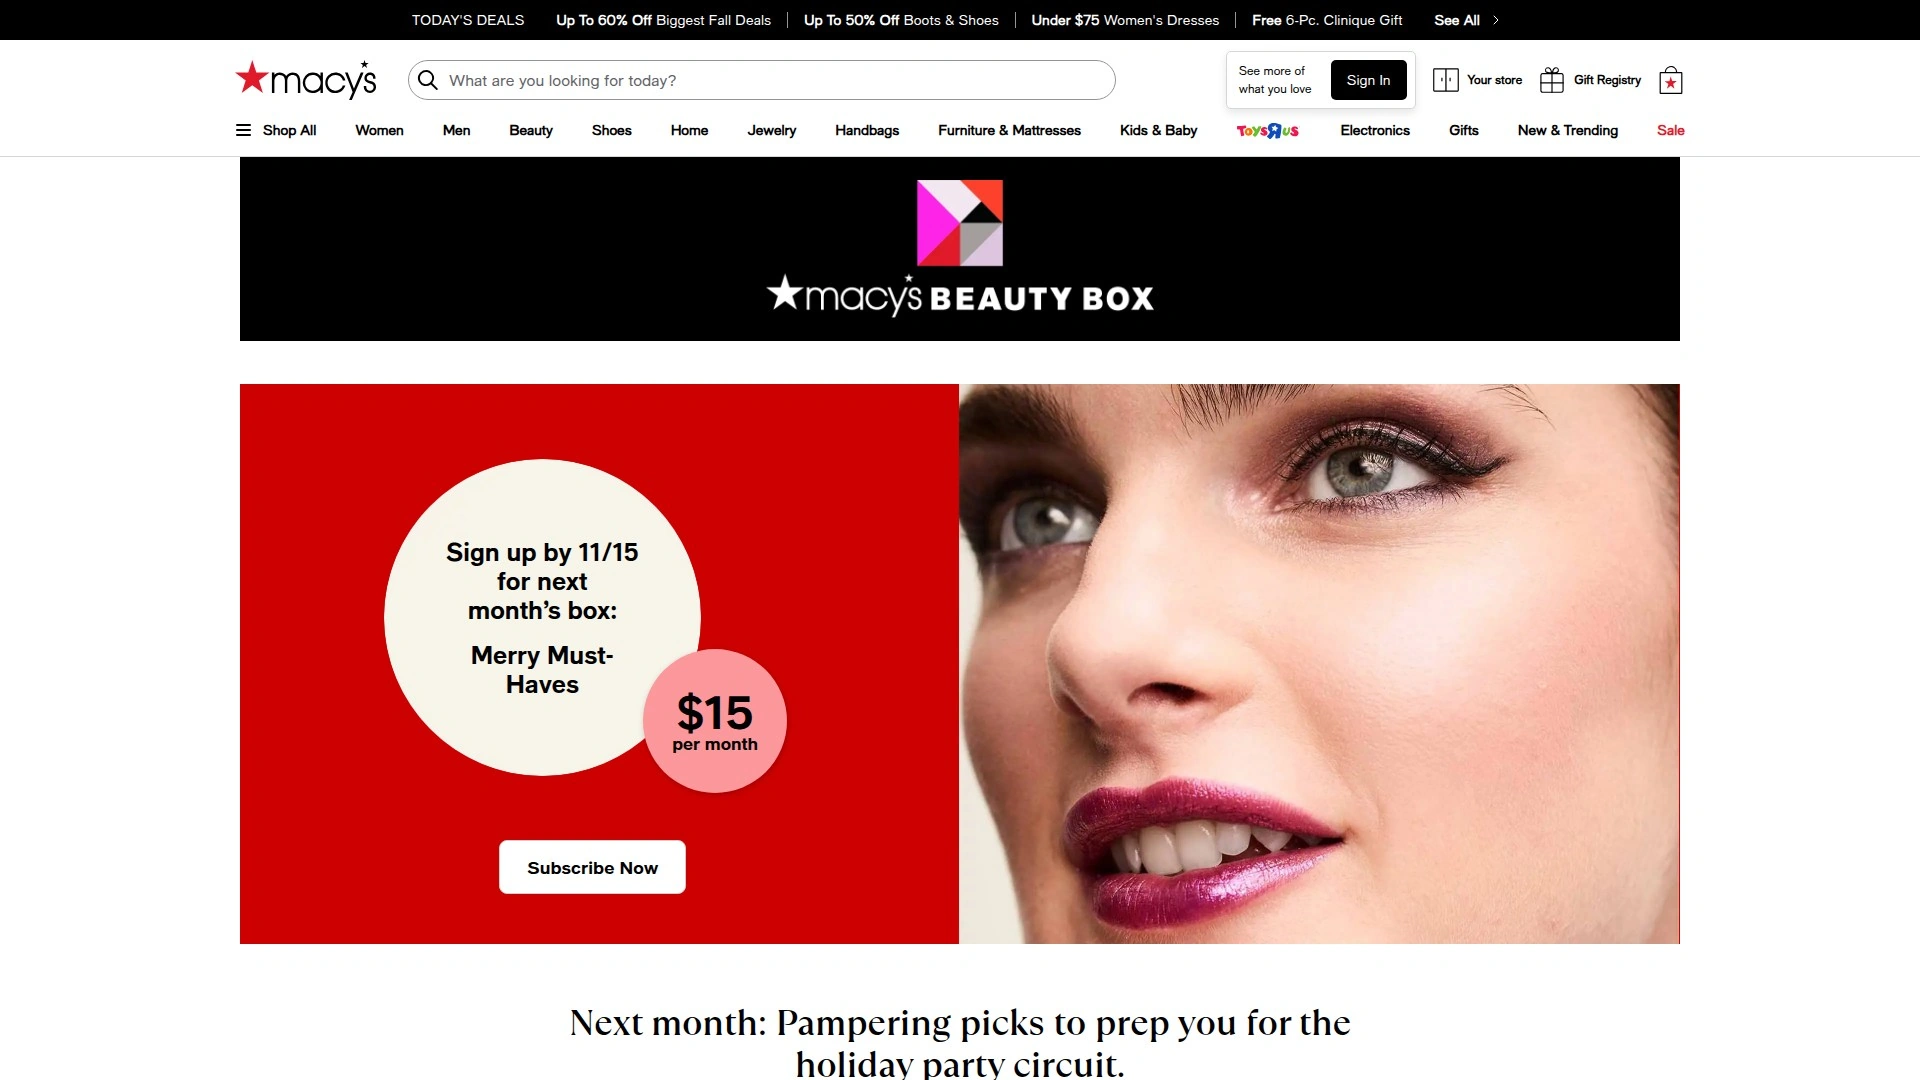 TODAY'S DEALS Up To 60% Off Biggest Fall Deals Up To 50% Off Boots & Shoes Under $75 Women's Dresses Free 6-Pc. Clinique Gift See All
macy's
What are you looking for today?
See more of
what you love
Sign In
Your store
Gift Registry
Shop All Women Men Beauty Shoes Home Jewelry Handbags Furniture & Mattresses Kids & Baby ToysRUs Electronics Gifts New & Trending Sale
macy's BEAUTY BOX
Sign up by 11/15
for next
month’s box:
Merry Must-
Haves
$15
per month
Subscribe Now
Next month: Pampering picks to prep you for the
holiday party circuit.